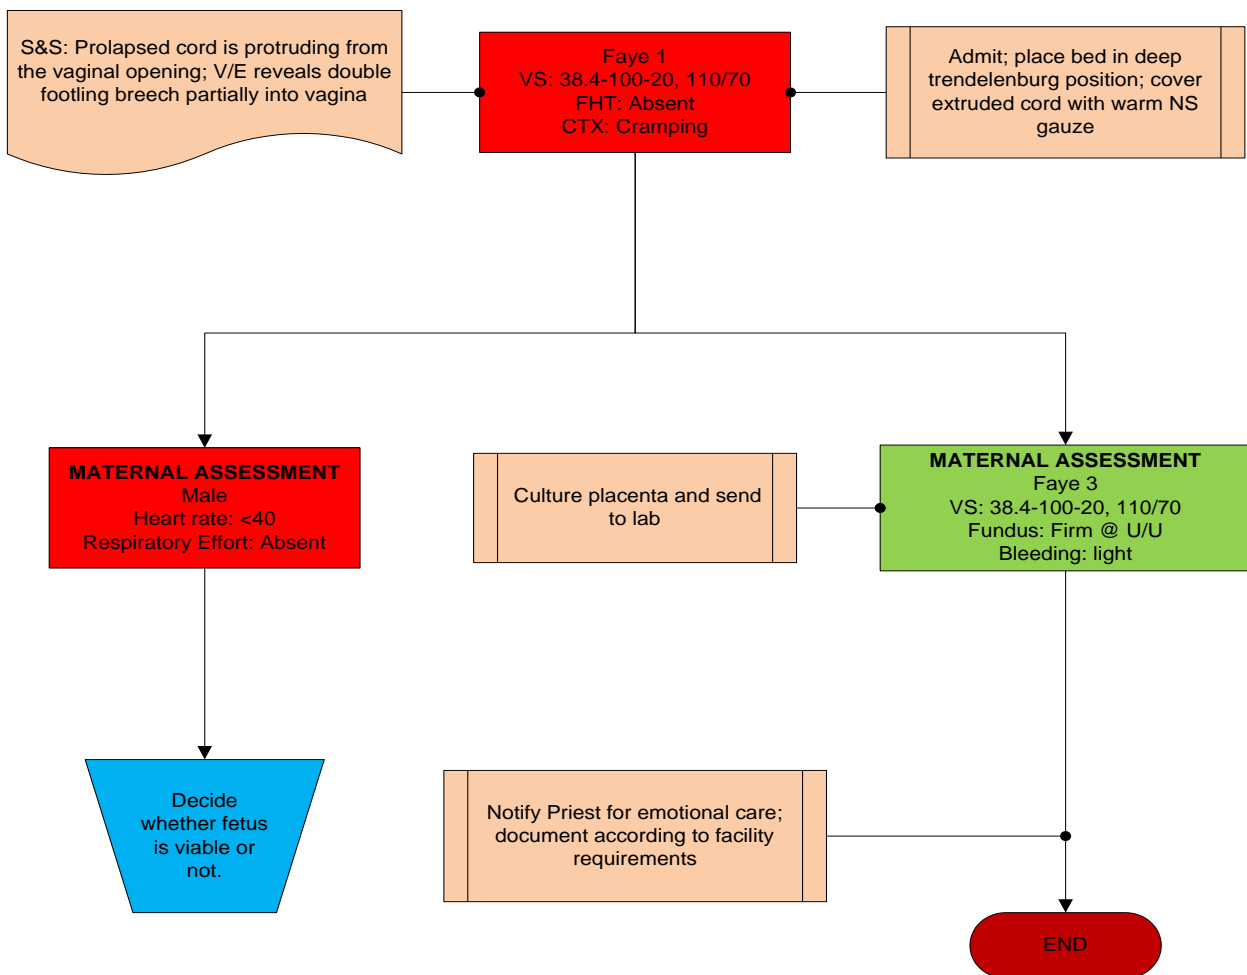 S&S: Prolapsed cord is protruding from
the vaginal opening; V/E reveals double
footling breech partially into vagina
Faye 1
VS: 38.4-100-20, 110/70
FHT: Absent
CTX: Cramping
Admit; place bed in deep
trendelenburg position; cover
extruded cord with warm NS
gauze
MATERNAL ASSESSMENT
Male
Heart rate: <40
Respiratory Effort: Absent
Culture placenta and send
to lab
MATERNAL ASSESSMENT
Faye 3
VS: 38.4-100-20, 110/70
Fundus: Firm @ U/U
Bleeding: light
Decide
whether fetus
is viable or
not.
Notify Priest for emotional care;
document according to facility
requirements
END